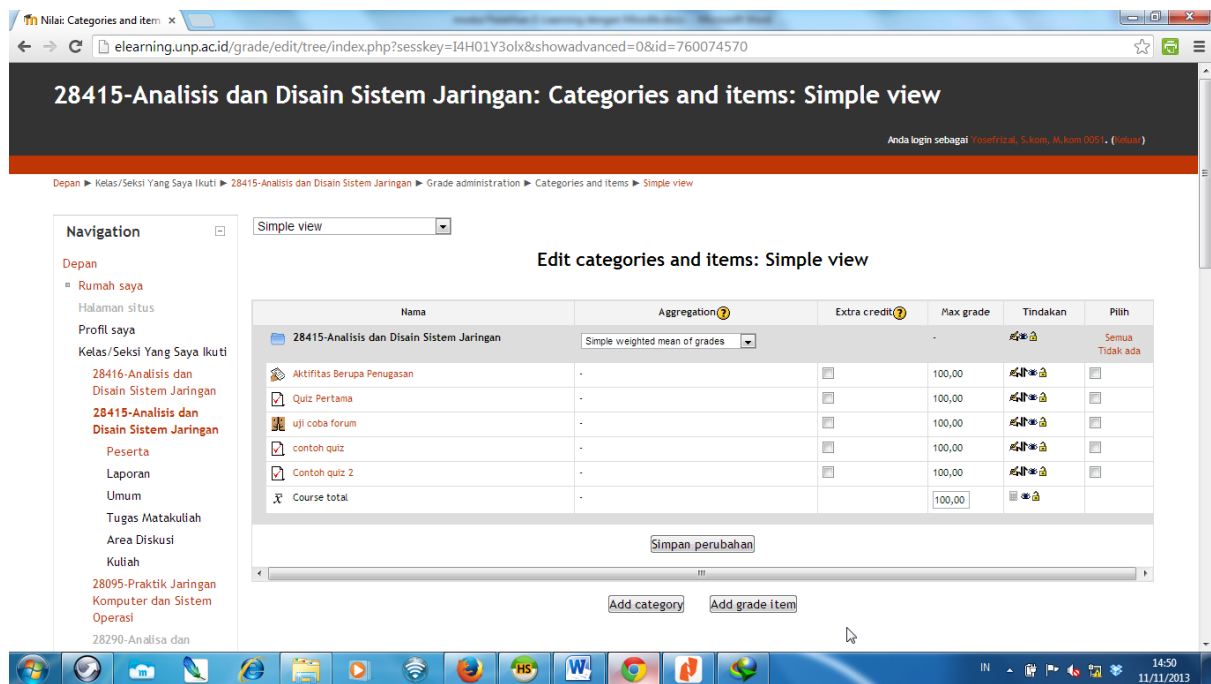 Nilai: Categories and item
elearning.unp.ac.id/grade/edit/tree/index.php?sesskey=I4H01Y3olx&showadvanced=0&id=760074570
28415-Analisis dan Disain Sistem Jaringan: Categories and items: Simple view
Anda login sebagai Yosefrizal, S.kom, M.kom 0051. (Keluar)
Depan ► Kelas/Seksi Yang Saya Ikuti ► 28415-Analisis dan Disain Sistem Jaringan ► Grade administration ► Categories and items ► Simple view
Navigation
Depan
Rumah saya
Halaman situs
Profil saya
Kelas/Seksi Yang Saya Ikuti
28416-Analisis dan
Disain Sistem Jaringan
28415-Analisis dan
Disain Sistem Jaringan
Peserta
Laporan
Umum
Tugas Matakuliah
Area Diskusi
Kuliah
28095-Praktik Jaringan
Komputer dan Sistem
Operasi
28290-Analisa dan
Simple view
Edit categories and items: Simple view
Nama Aggregation Extra credit Max grade Tindakan Pilih
28415-Analisis dan Disain Sistem Jaringan Simple weighted mean of grades - Semua
Tidak ada
Aktifitas Berupa Penugasan - 100,00
Quiz Pertama - 100,00
uji coba forum - 100,00
contoh quiz - 100,00
Contoh quiz 2 - 100,00
x̅ Course total - 100,00
Simpan perubahan
Add category Add grade item
m HS W IN 14:50
11/11/2013